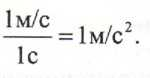 1м/с / 1с = 1м/с².